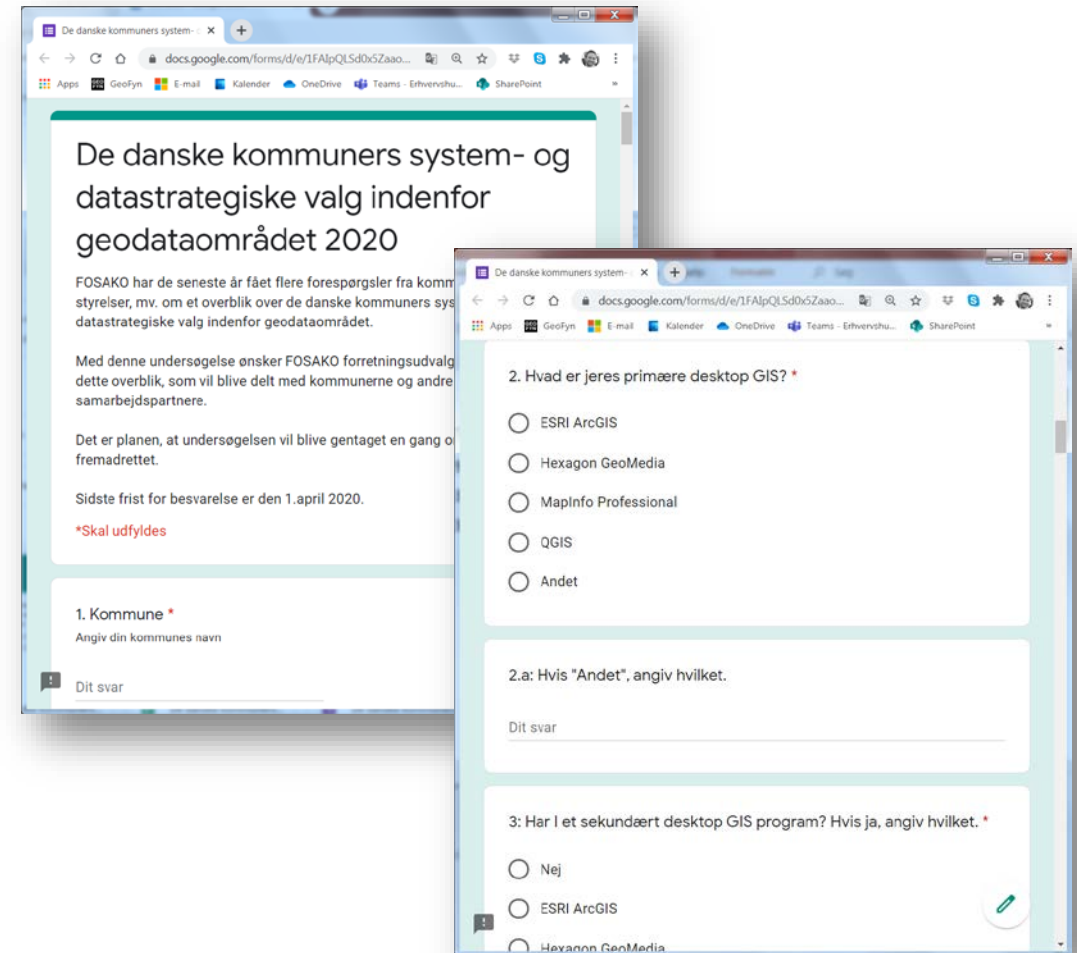 De danske kommuners system-
docs.google.com/forms/d/e/1FAIpQLSd0x5Zaao...
Apps GeoFyn E-mail Kalender OneDrive Teams - Erhvervshu... SharePoint »
De danske kommuners system- og
datastrategiske valg indenfor
geodataområdet 2020
FOSAKO har de seneste år fået flere forespørgsler fra komm
styrelser, mv. om et overblik over de danske kommuners sys
datastrategiske valg indenfor geodataområdet.
Med denne undersøgelse ønsker FOSAKO forretningsudvalg
dette overblik, som vil blive delt med kommunerne og andre
samarbejdspartnere.
Det er planen, at undersøgelsen vil blive gentaget en gang o
fremadrettet.
Sidste frist for besvarelse er den 1.april 2020.
*Skal udfyldes
1. Kommune *
Angiv din kommunes navn
Dit svar
De danske kommuners system-
docs.google.com/forms/d/e/1FAIpQLSd0x5Zaao...
Apps GeoFyn E-mail Kalender OneDrive Teams - Erhvervshu... SharePoint »
2. Hvad er jeres primære desktop GIS? *
ESRI ArcGIS
Hexagon GeoMedia
MapInfo Professional
QGIS
Andet
2.a: Hvis "Andet", angiv hvilket.
Dit svar
3: Har I et sekundært desktop GIS program? Hvis ja, angiv hvilket. *
Nej
ESRI ArcGIS
Hexagon GeoMedia